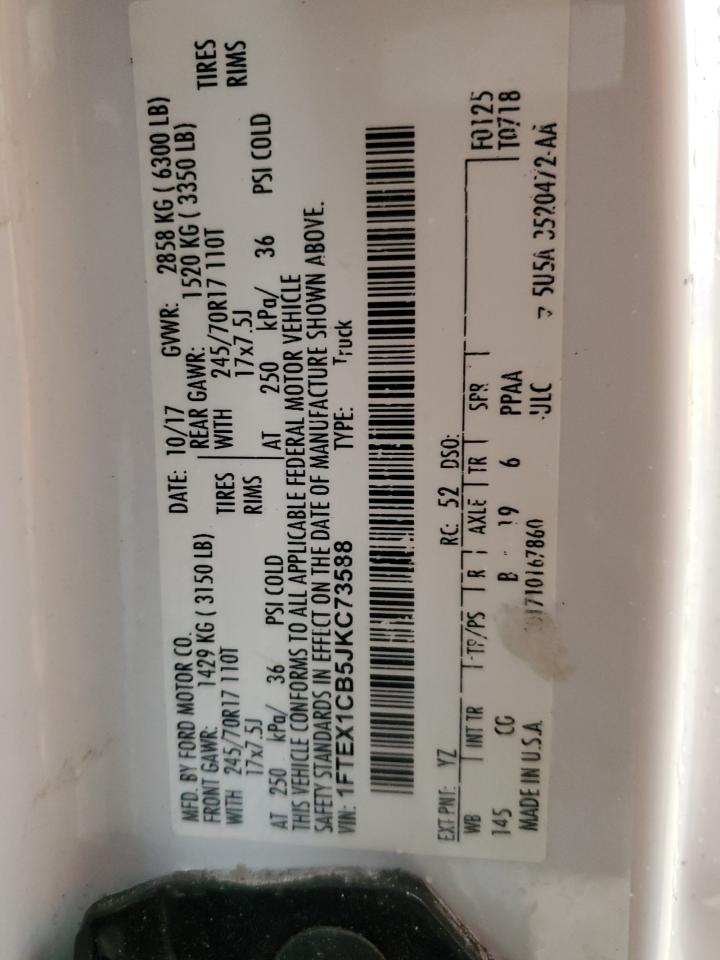 MFD. BY FORD MOTOR CO.
DATE: 10/17 GVWR: 2858 KG ( 6300 LB)
FRONT GAWR: 1429 KG ( 3150 LB)
REAR GAWR: 1520 KG ( 3350 LB)
WITH 245/70R17 110T TIRES
WITH 245/70R17 110T TIRES
17x7.5J RIMS
17x7.5J RIMS
AT 250 kPa/ 36 PSI COLD
AT 250 kPa/ 36 PSI COLD
THIS VEHICLE CONFORMS TO ALL APPLICABLE FEDERAL MOTOR VEHICLE
SAFETY STANDARDS IN EFFECT ON THE DATE OF MANUFACTURE SHOWN ABOVE.
VIN: 1FTEX1CB5JKC73588 TYPE: Truck
EXT PNT: YZ RC: 52 DSO:
WB INT TR TP/PS R AXLE TR SPR F0125
145 CG B 19 6 PPAA T0718
MADE IN U.S.A. 5U5A 3520472-AA